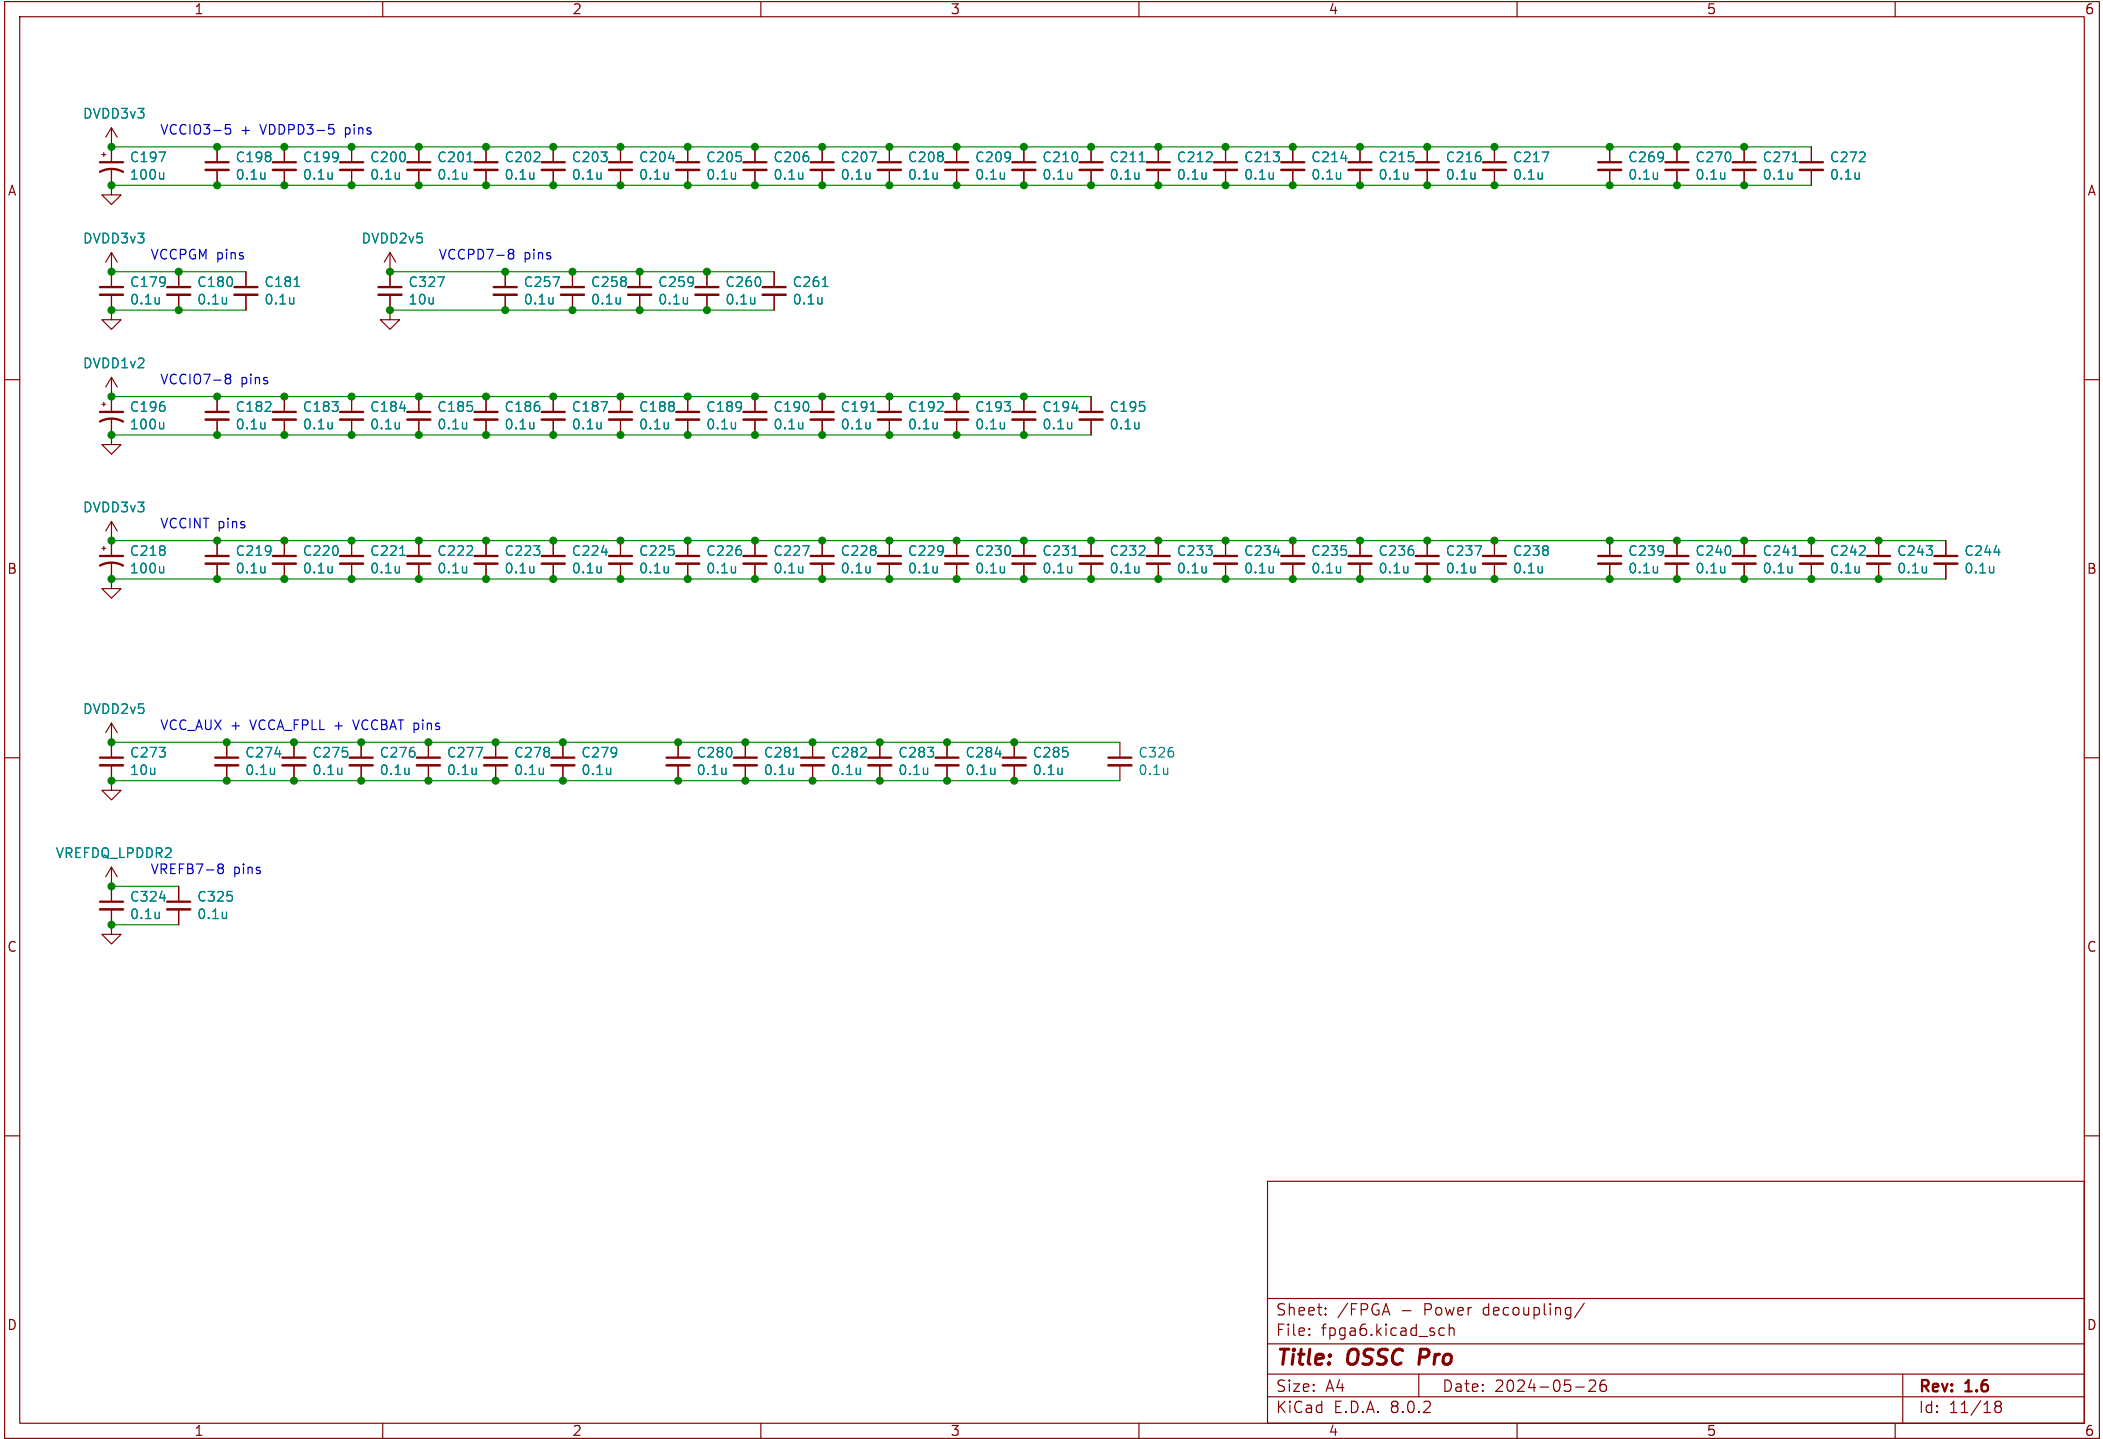 1 2 3 4 5 6
DVDD3v3
VCCIO3-5 + VDDPD3-5 pins
C197 C198 C199 C200 C201 C202 C203 C204 C205 C206 C207 C208 C209 C210 C211 C212 C213 C214 C215 C216 C217 C269 C270 C271 C272
100u 0.1u 0.1u 0.1u 0.1u 0.1u 0.1u 0.1u 0.1u 0.1u 0.1u 0.1u 0.1u 0.1u 0.1u 0.1u 0.1u 0.1u 0.1u 0.1u 0.1u 0.1u 0.1u 0.1u 0.1u
A A
DVDD3v3 DVDD2v5
VCCPGM pins VCCPD7-8 pins
C179 C180 C181 C327 C257 C258 C259 C260 C261
0.1u 0.1u 0.1u 10u 0.1u 0.1u 0.1u 0.1u 0.1u
DVDD1v2
VCCIO7-8 pins
C196 C182 C183 C184 C185 C186 C187 C188 C189 C190 C191 C192 C193 C194 C195
100u 0.1u 0.1u 0.1u 0.1u 0.1u 0.1u 0.1u 0.1u 0.1u 0.1u 0.1u 0.1u 0.1u 0.1u
DVDD3v3
VCCINT pins
C218 C219 C220 C221 C222 C223 C224 C225 C226 C227 C228 C229 C230 C231 C232 C233 C234 C235 C236 C237 C238 C239 C240 C241 C242 C243 C244
100u 0.1u 0.1u 0.1u 0.1u 0.1u 0.1u 0.1u 0.1u 0.1u 0.1u 0.1u 0.1u 0.1u 0.1u 0.1u 0.1u 0.1u 0.1u 0.1u 0.1u 0.1u 0.1u 0.1u 0.1u 0.1u 0.1u
B B
DVDD2v5
VCC_AUX + VCCA_FPLL + VCCBAT pins
C273 C274 C275 C276 C277 C278 C279 C280 C281 C282 C283 C284 C285 C326
10u 0.1u 0.1u 0.1u 0.1u 0.1u 0.1u 0.1u 0.1u 0.1u 0.1u 0.1u 0.1u 0.1u
VREFDQ_LPDDR2
VREFB7-8 pins
C324 C325
0.1u 0.1u
C C
Sheet: /FPGA - Power decoupling/
D D
File: fpga6.kicad_sch
Title: OSSC Pro
Size: A4 Date: 2024-05-26 Rev: 1.6
KiCad E.D.A. 8.0.2 Id: 11/18
1 2 3 4 5 6